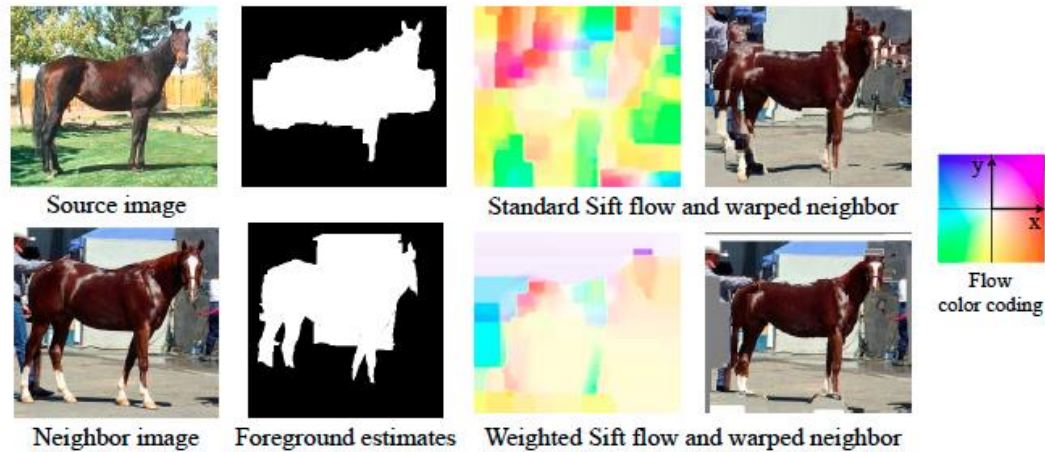 Source image
Standard Sift flow and warped neighbor
y
x
Flow
color coding
Neighbor image
Foreground estimates
Weighted Sift flow and warped neighbor